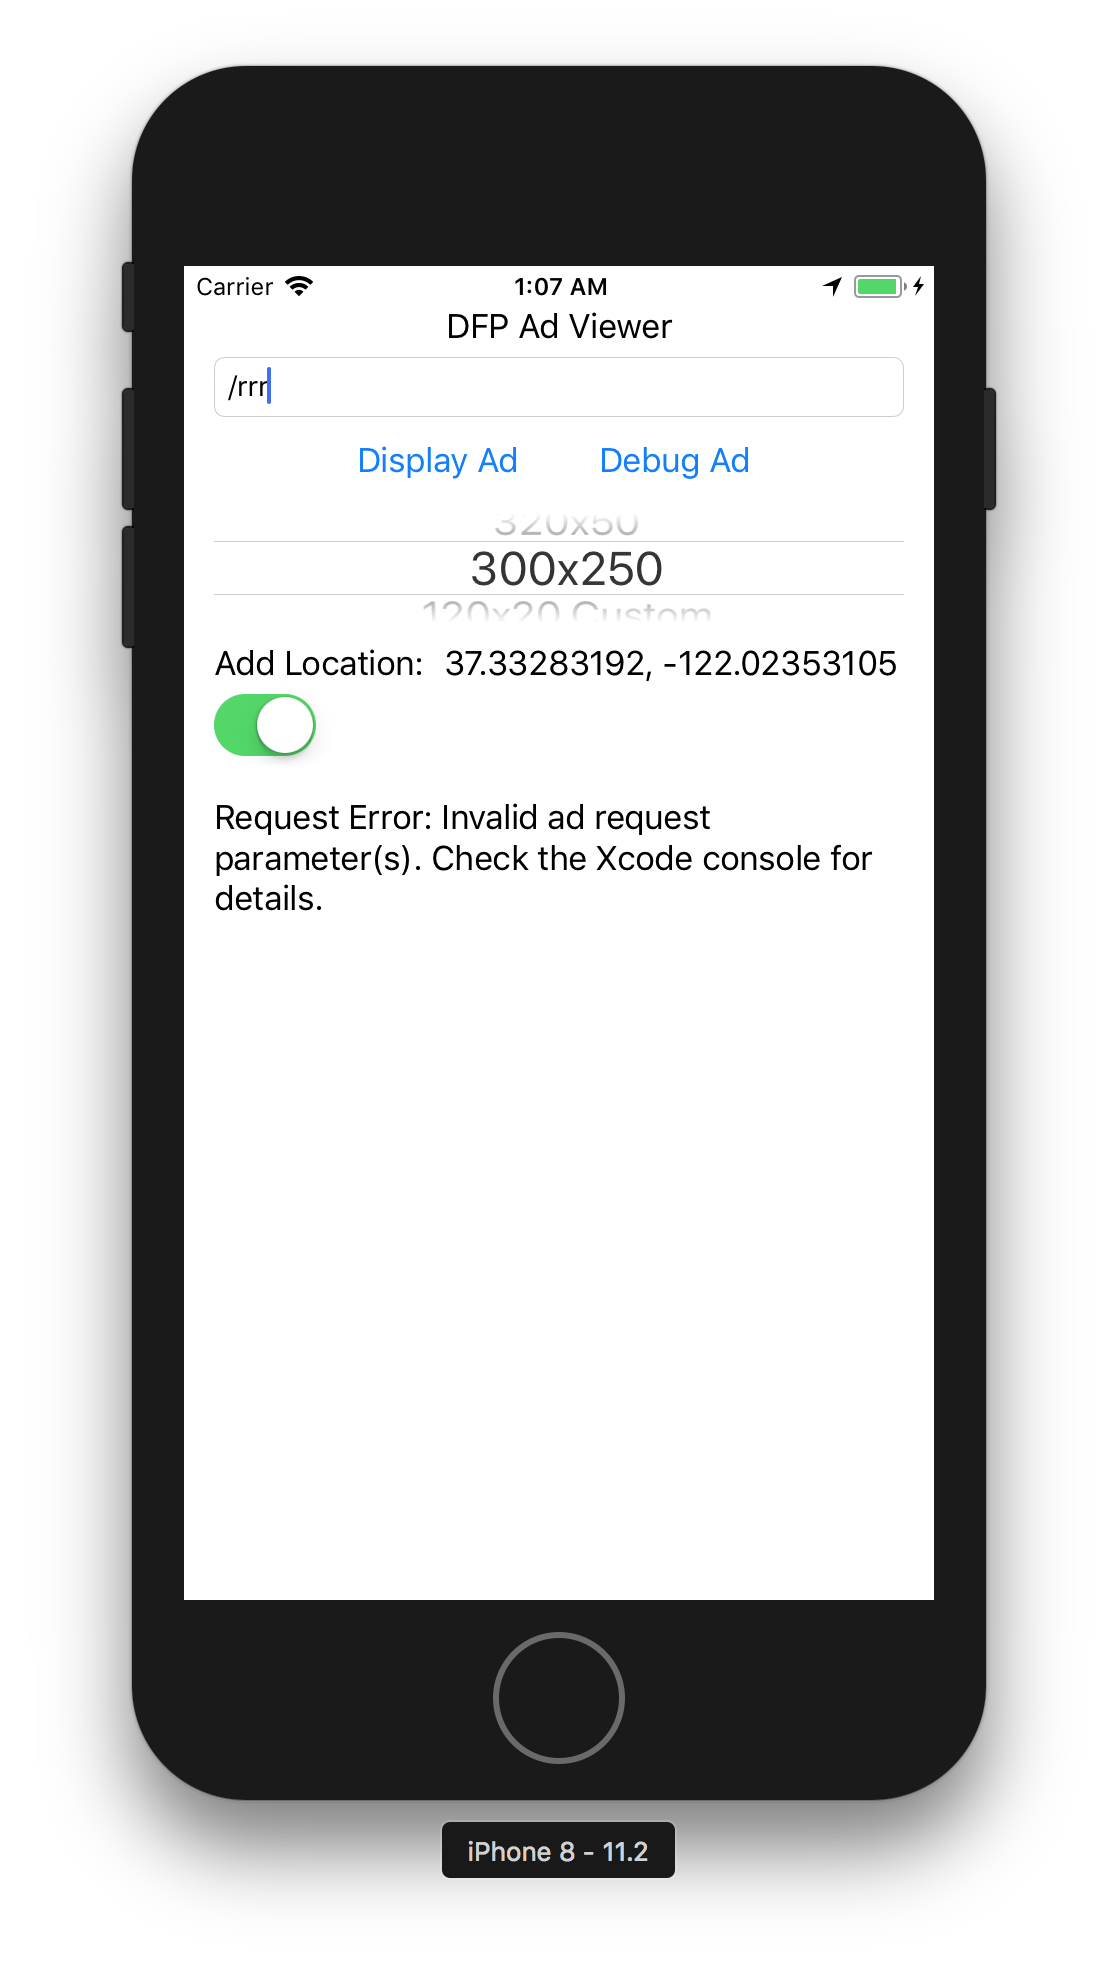 Carrier 1:07 AM
DFP Ad Viewer
/rrr
Display Ad Debug Ad
320x50
300x250
120x20 Custom
Add Location: 37.33283192, -122.02353105
Request Error: Invalid ad request
parameter(s). Check the Xcode console for
details.
iPhone 8 - 11.2